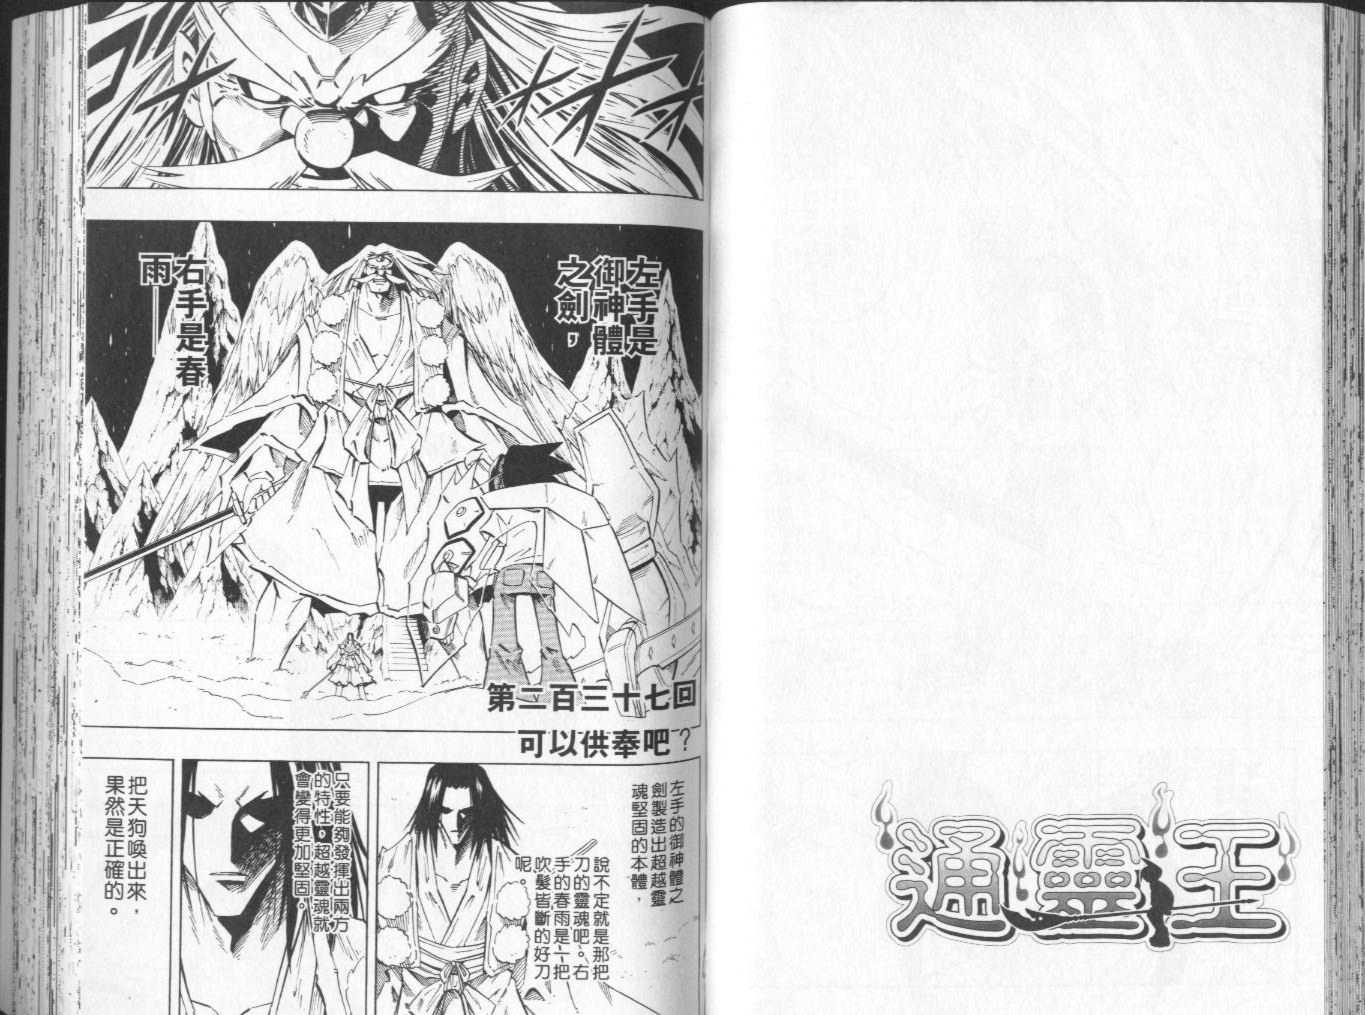 左手是
御神體
之劍，
右手是春
雨——
第二百三十七回
可以供奉吧？
左手的御神體之
劍製造出超越靈
魂堅固的本體，
說不定就是那把
刀的靈魂吧。右
手的春雨是一把
吹髮皆斷的好刀
呢。
只要能夠發揮出兩方
的特性，超越靈魂就
會變得更加堅固。
把天狗喚出來，
果然是正確的。
通靈王